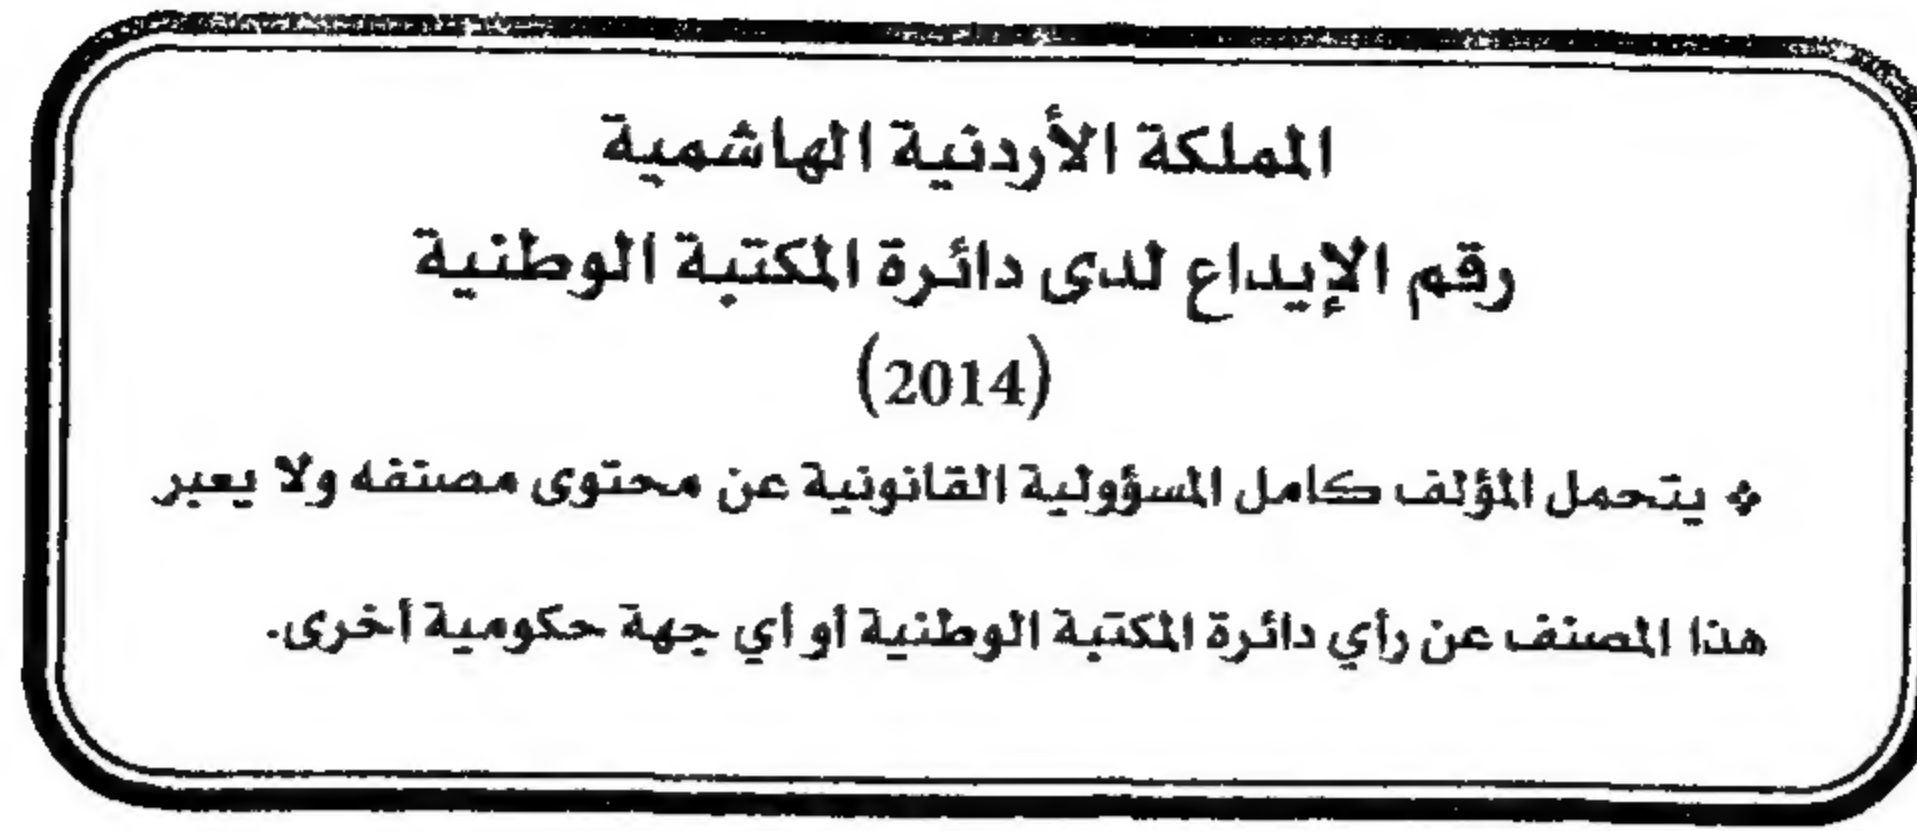 المملكة الأردنية الهاشمية
رقم الإيداع لدى دائرة المكتبة الوطنية
(2014)
❖ يتحمل المؤلف كامل المسؤولية القانونية عن محتوى مصنفه ولا يعبر
هذا المصنف عن رأي دائرة المكتبة الوطنية أو أي جهة حكومية أخرى.